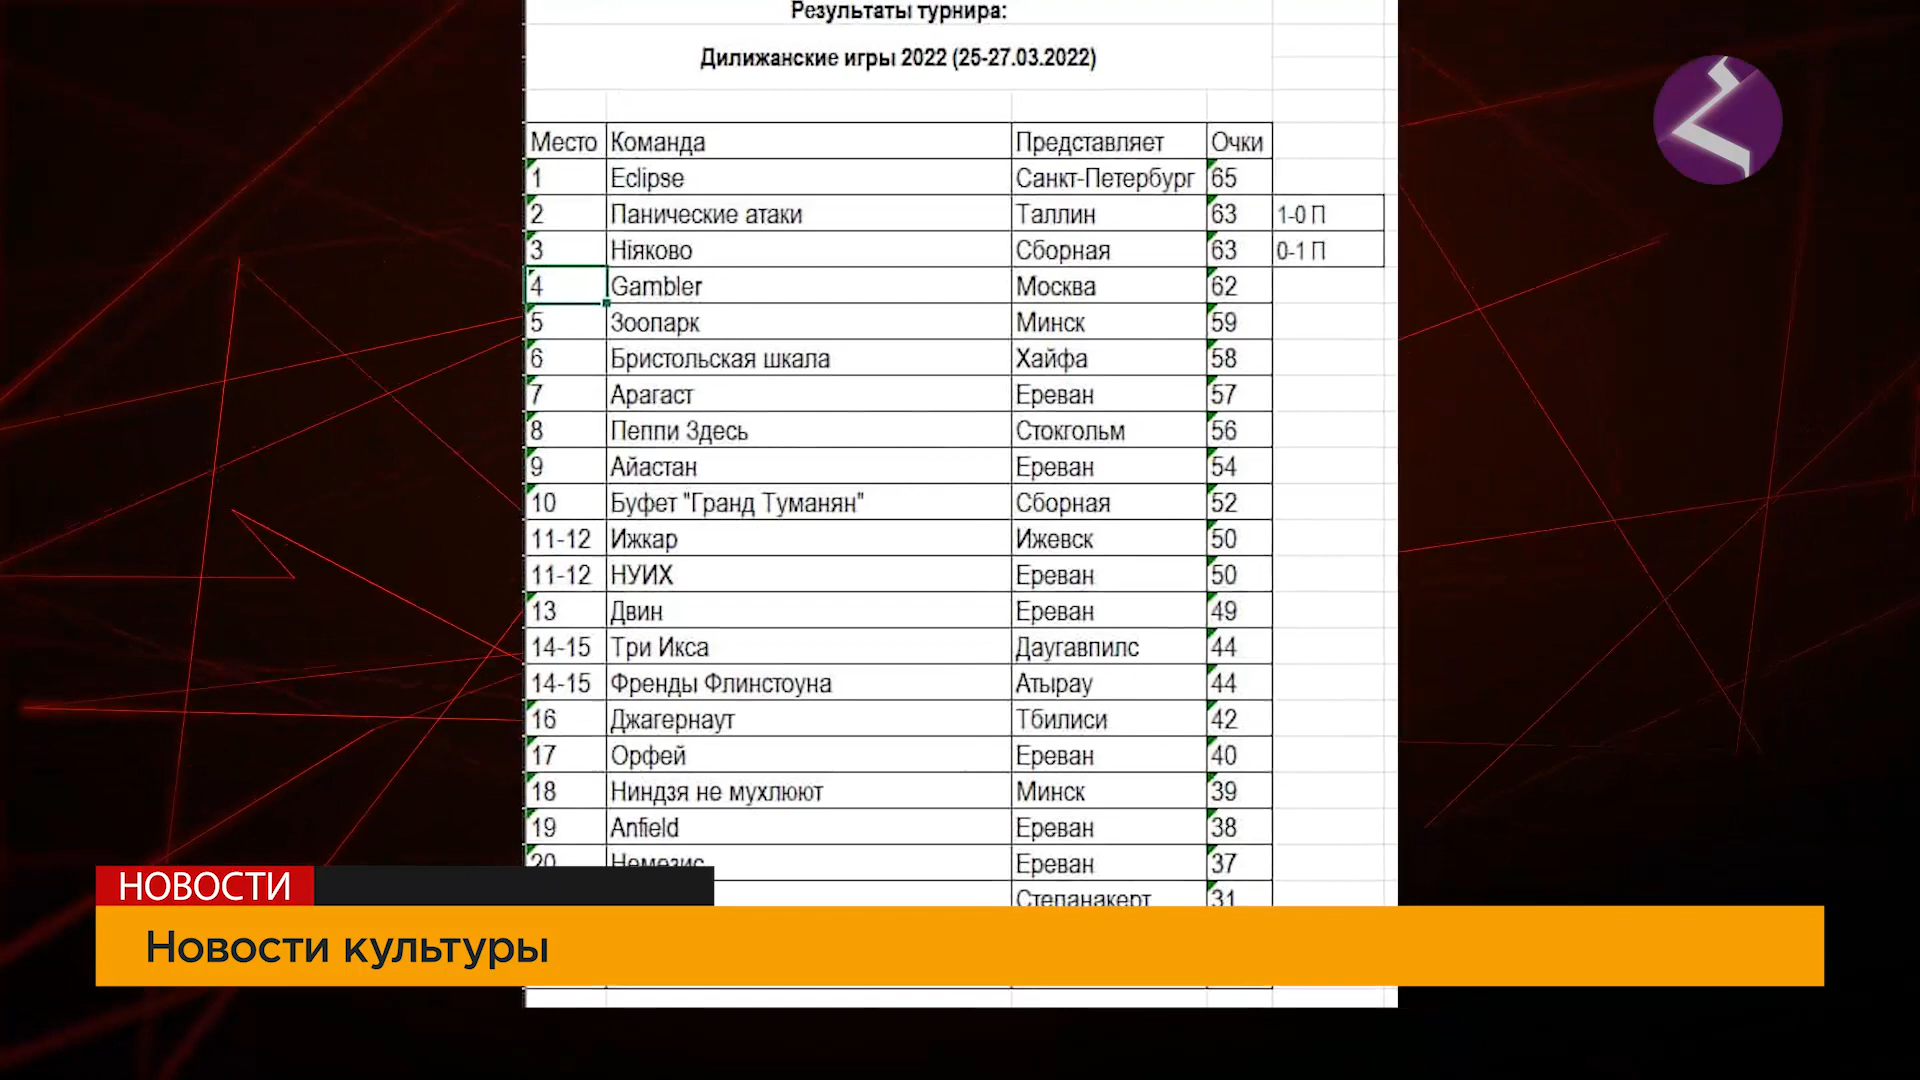 Результаты турнира:
Дилижанские игры 2022 (25-27.03.2022)
Место Команда Представляет Очки
1 Eclipse Санкт-Петербург 65
2 Панические атаки Таллин 63 1-0 П
3 Ніяково Сборная 63 0-1 П
4 Gambler Москва 62
5 Зоопарк Минск 59
6 Бристольская шкала Хайфа 58
7 Арагаст Ереван 57
8 Пеппи Здесь Стокгольм 56
9 Айастан Ереван 54
10 Буфет "Гранд Туманян" Сборная 52
11-12 Ижкар Ижевск 50
11-12 НУИХ Ереван 50
13 Двин Ереван 49
14-15 Три Икса Даугавпилс 44
14-15 Френды Флинстоуна Атырау 44
16 Джагернаут Тбилиси 42
17 Орфей Ереван 40
18 Ниндзя не мухлюют Минск 39
19 Anfield Ереван 38
20 Немезис Ереван 37
Степанакерт 31
НОВОСТИ
Новости культуры